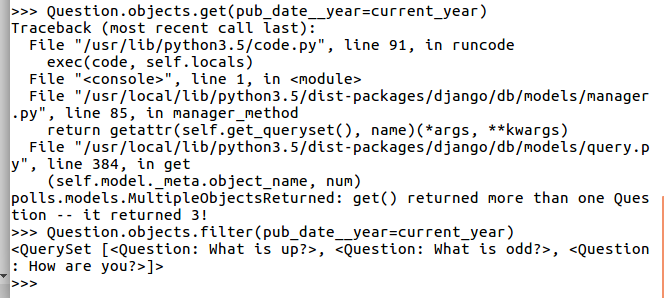 >>> Question.objects.get(pub_date__year=current_year)
Traceback (most recent call last):
  File "/usr/lib/python3.5/code.py", line 91, in runcode
    exec(code, self.locals)
  File "<console>", line 1, in <module>
  File "/usr/local/lib/python3.5/dist-packages/django/db/models/manager
.py", line 85, in manager_method
    return getattr(self.get_queryset(), name)(*args, **kwargs)
  File "/usr/local/lib/python3.5/dist-packages/django/db/models/query.p
y", line 384, in get
    (self.model._meta.object_name, num)
polls.models.MultipleObjectsReturned: get() returned more than one Ques
tion -- it returned 3!
>>> Question.objects.filter(pub_date__year=current_year)
<QuerySet [<Question: What is up?>, <Question: What is odd?>, <Question
: How are you?>]>
>>>